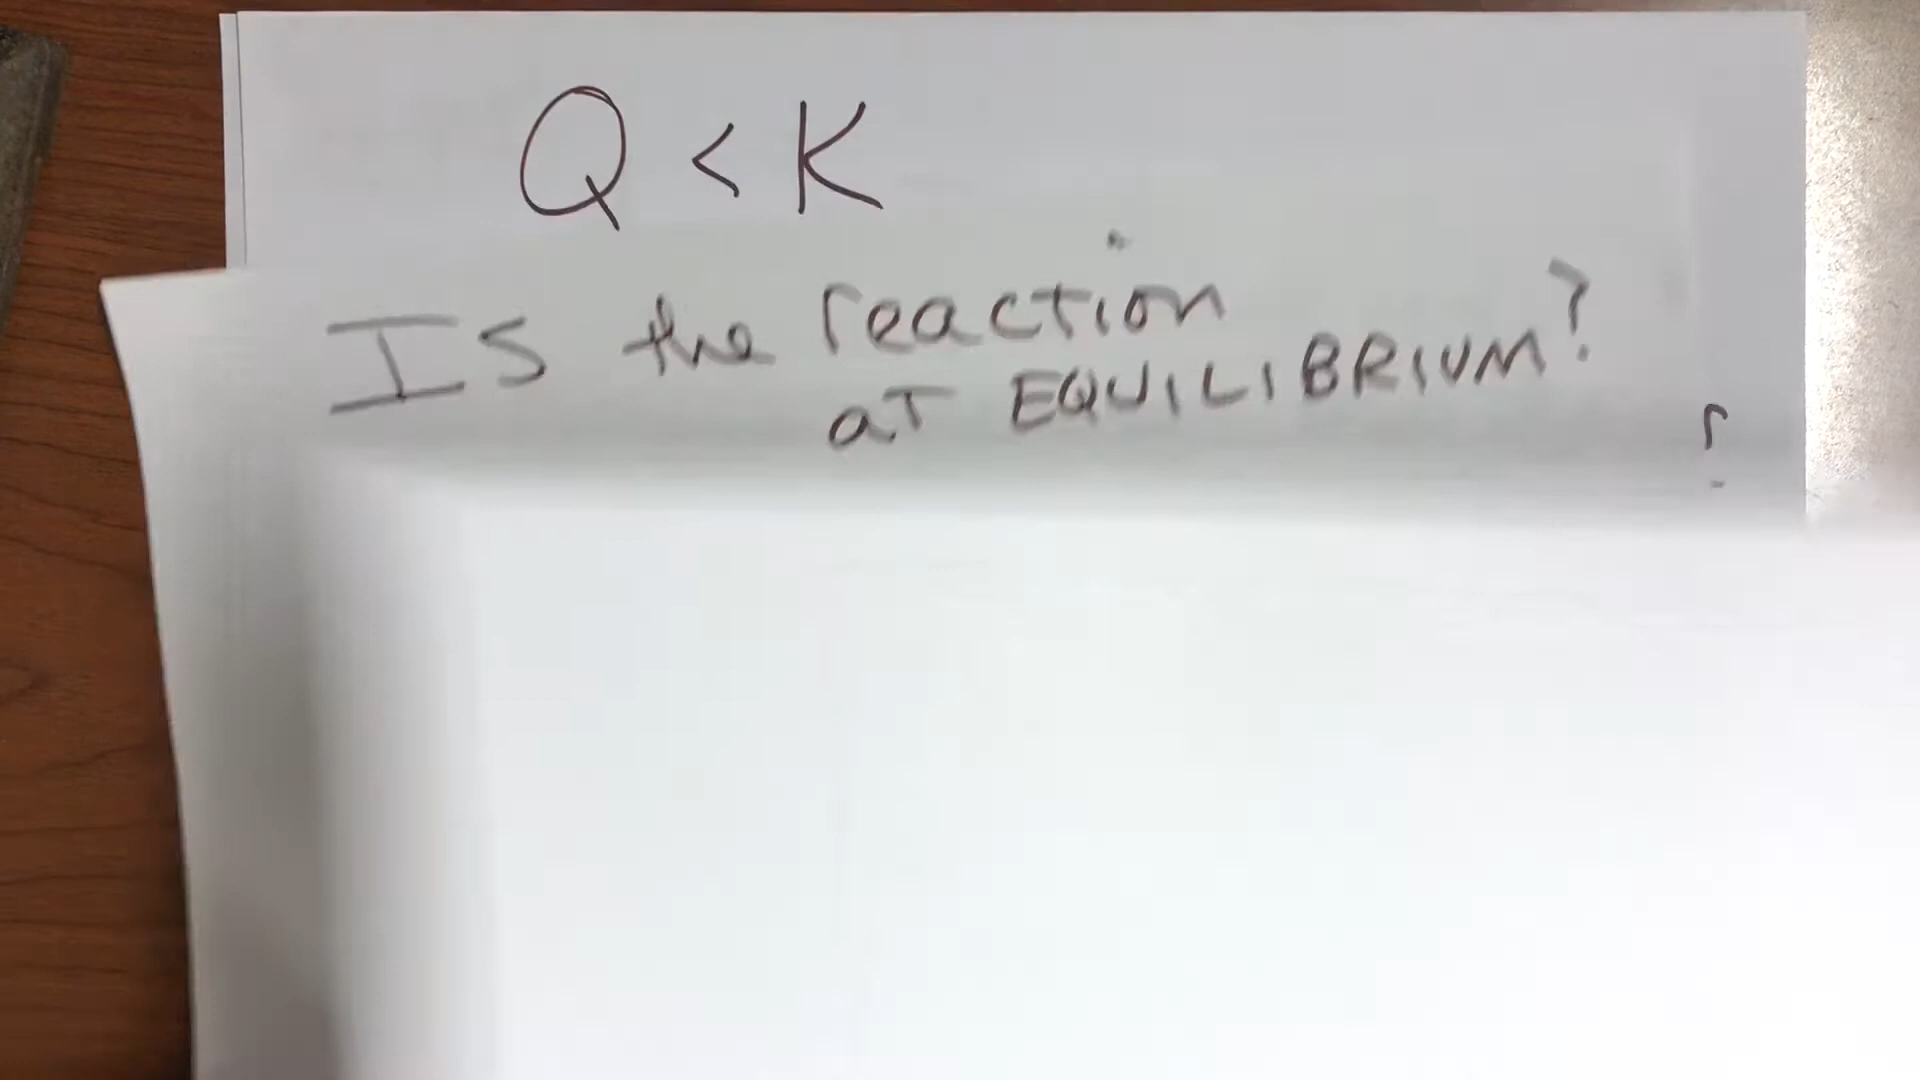 Q < K
Is the reaction
aT EQUILIBRIUM?